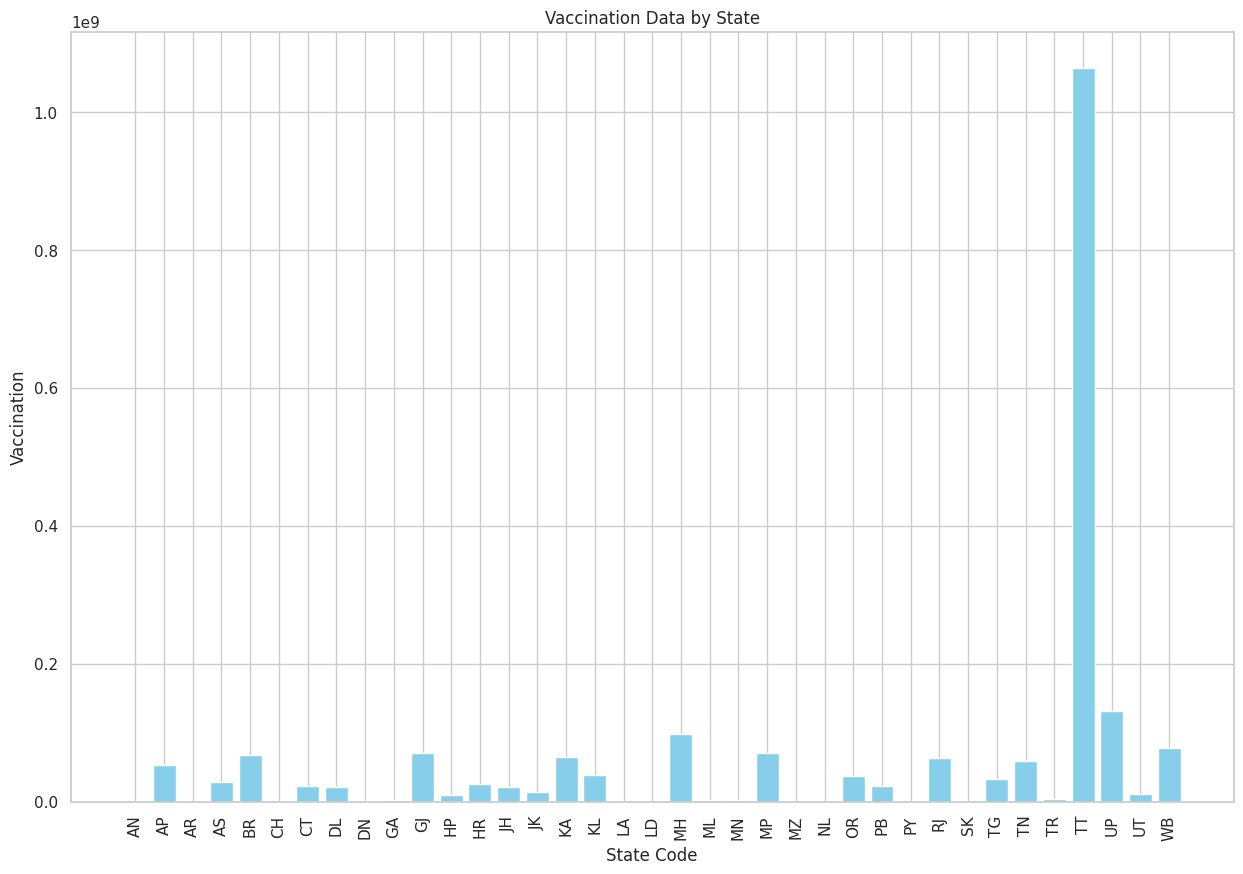 Vaccination Data by State
1e9
1.0
0.8
0.6
0.4
0.2
0.0
Vaccination
AN AP AR AS BR CH CT DL DN GA GJ HP HR JH JK KA KL LA LD MH ML MN MP MZ NL OR PB PY RJ SK TG TN TR TT UP UT WB
State Code